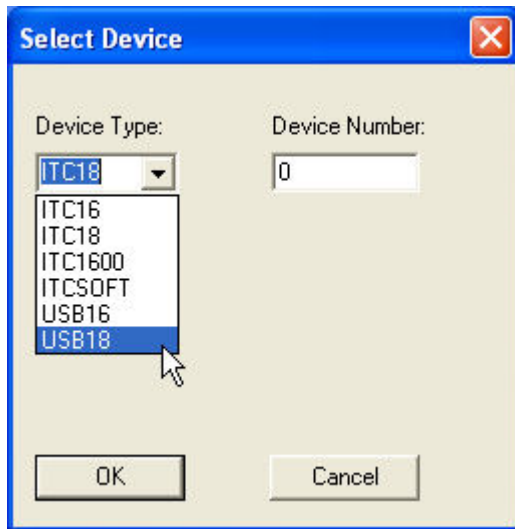 Select Device
Device Type: Device Number:
ITC18 0
ITC16
ITC18
ITC1600
ITCSOFT
USB16
USB18
OK Cancel